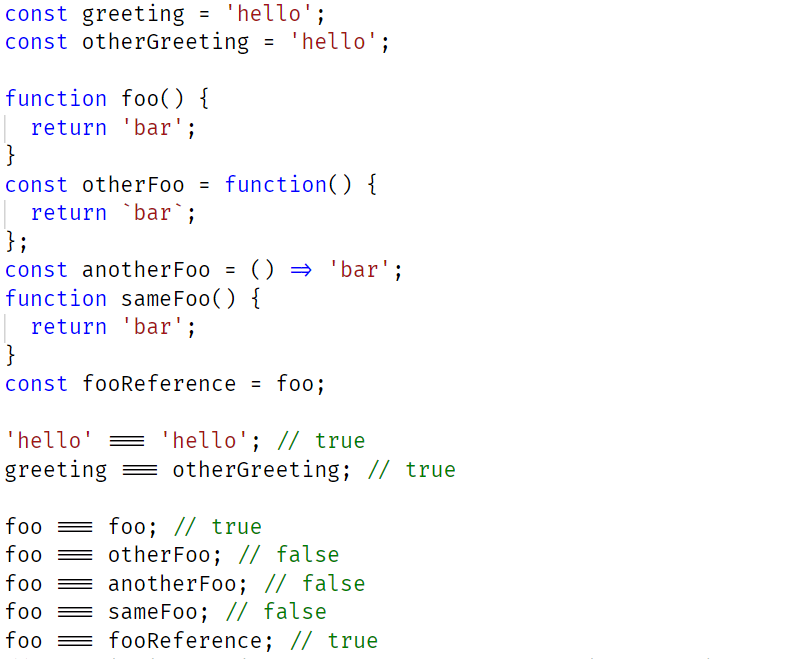 const greeting = 'hello';
const otherGreeting = 'hello';
function foo() {
return 'bar';
}
const otherFoo = function() {
return `bar`;
};
const anotherFoo = () => 'bar';
function sameFoo() {
return 'bar';
}
const fooReference = foo;
'hello' === 'hello'; // true
greeting === otherGreeting; // true
foo === foo; // true
foo === otherFoo; // false
foo === anotherFoo; // false
foo === sameFoo; // false
foo === fooReference; // true